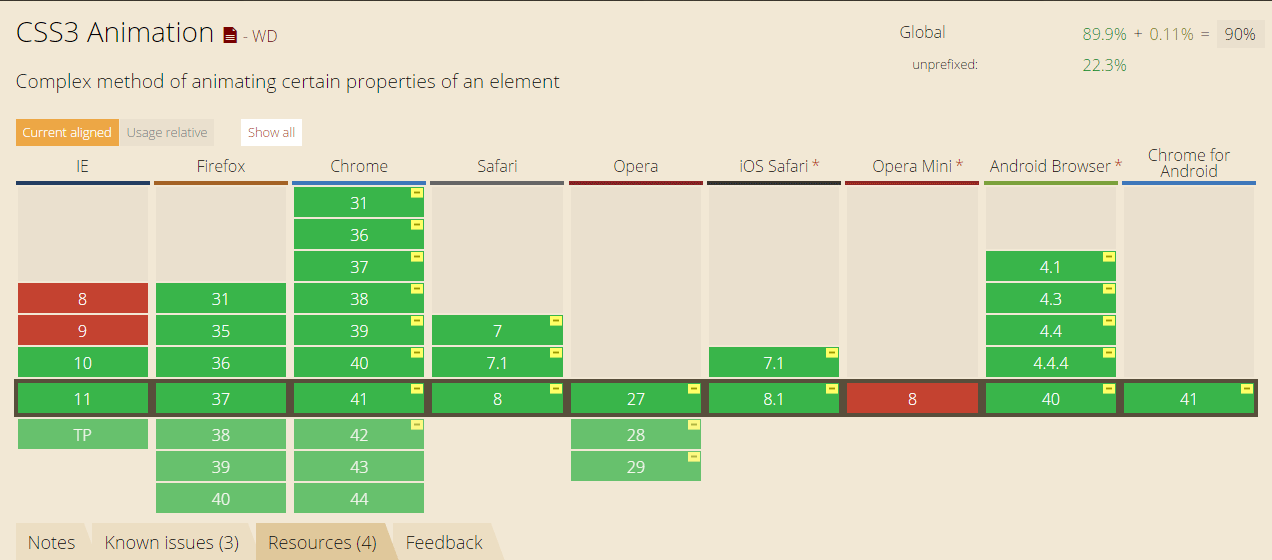 CSS3 Animation - WD
Global 89.9% + 0.11% = 90%
unprefixed: 22.3%
Complex method of animating certain properties of an element
Current aligned Usage relative Show all
IE Firefox Chrome Safari Opera iOS Safari * Opera Mini * Android Browser * Chrome for Android
31
36
37 4.1
8 31 38 4.3
9 35 39 7 4.4
10 36 40 7.1 7.1 4.4.4
11 37 41 8 27 8.1 8 40 41
TP 38 42 28
39 43 29
40 44
Notes Known issues (3) Resources (4) Feedback